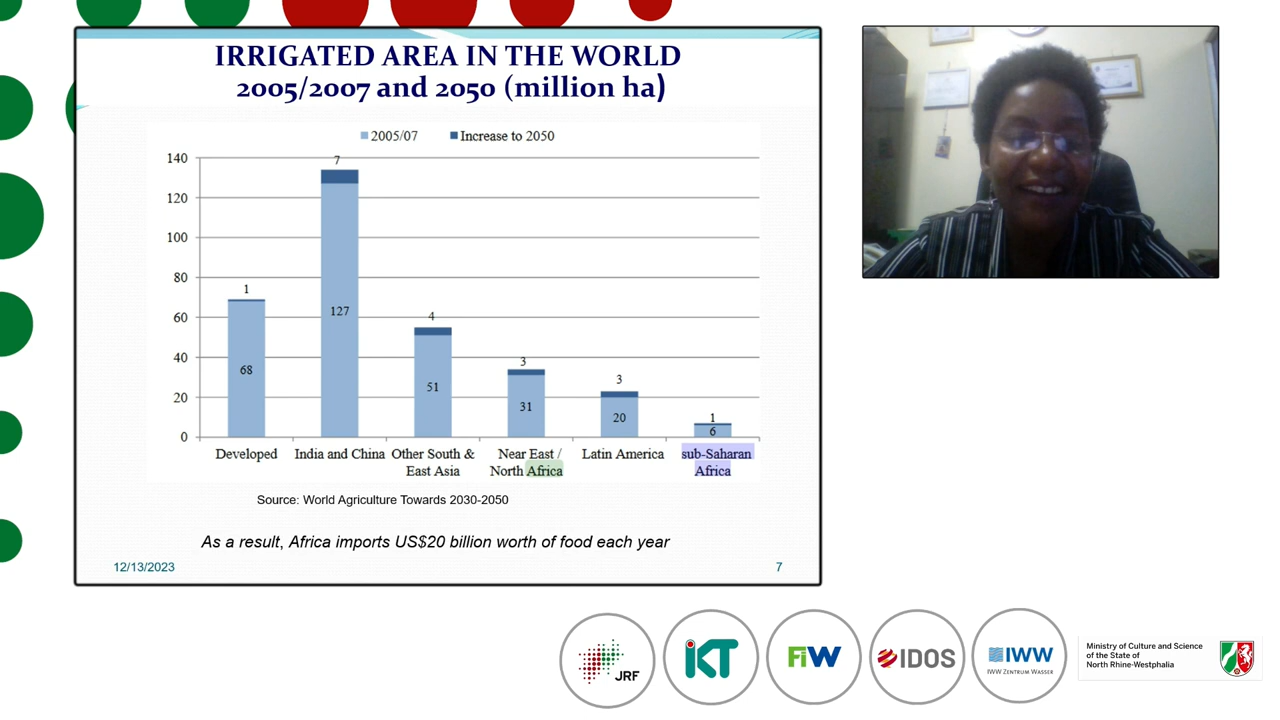 IRRIGATED AREA IN THE WORLD
2005/2007 and 2050 (million ha)
2005/07 Increase to 2050
140
120
100
80
60
40
20
0
1
68
7
127
4
51
3
31
3
20
1
6
Developed
India and China
Other South &
East Asia
Near East /
North Africa
Latin America
sub-Saharan
Africa
Source: World Agriculture Towards 2030-2050
As a result, Africa imports US$20 billion worth of food each year
12/13/2023 7
JRF
iKT
FiW
IDOS
IWW
IWW ZENTRUM WASSER
Ministry of Culture and Science
of the State of
North Rhine-Westphalia